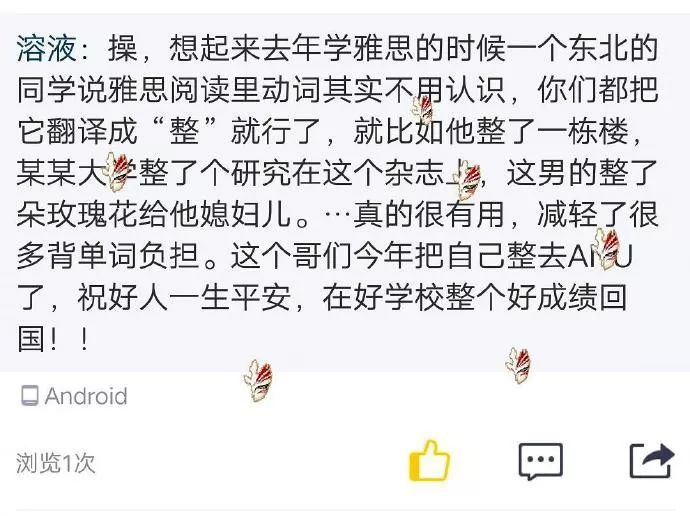 溶液：操，想起来去年学雅思的时候一个东北的
同学说雅思阅读里动词其实不用认识，你们都把
它翻译成“整”就行了，就比如他整了一栋楼，
某某大学整了个研究在这个杂志上，这男的整了
朵玫瑰花给他媳妇儿。…真的很有用，减轻了很
多背单词负担。这个哥们今年把自己整去ANU
了，祝好人一生平安，在好学校整个好成绩回
国！！
Android
浏览1次